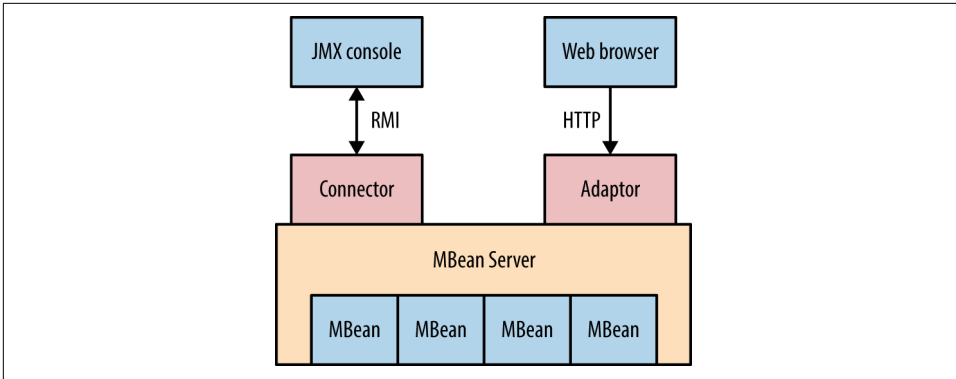 JMX console
Web browser
RMI
HTTP
Connector
Adaptor
MBean Server
MBean
MBean
MBean
MBean